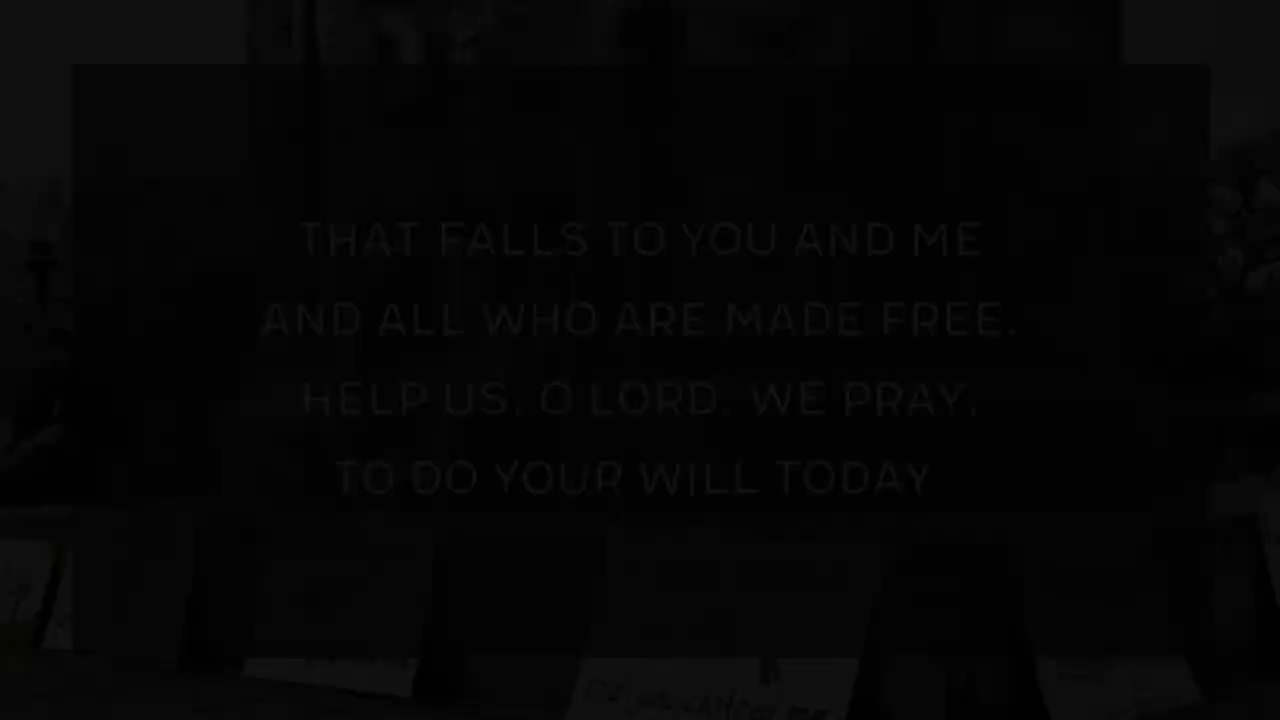 THAT FALLS TO YOU AND ME
AND ALL WHO ARE MADE FREE.
HELP US, O LORD, WE PRAY,
TO DO YOUR WILL TODAY